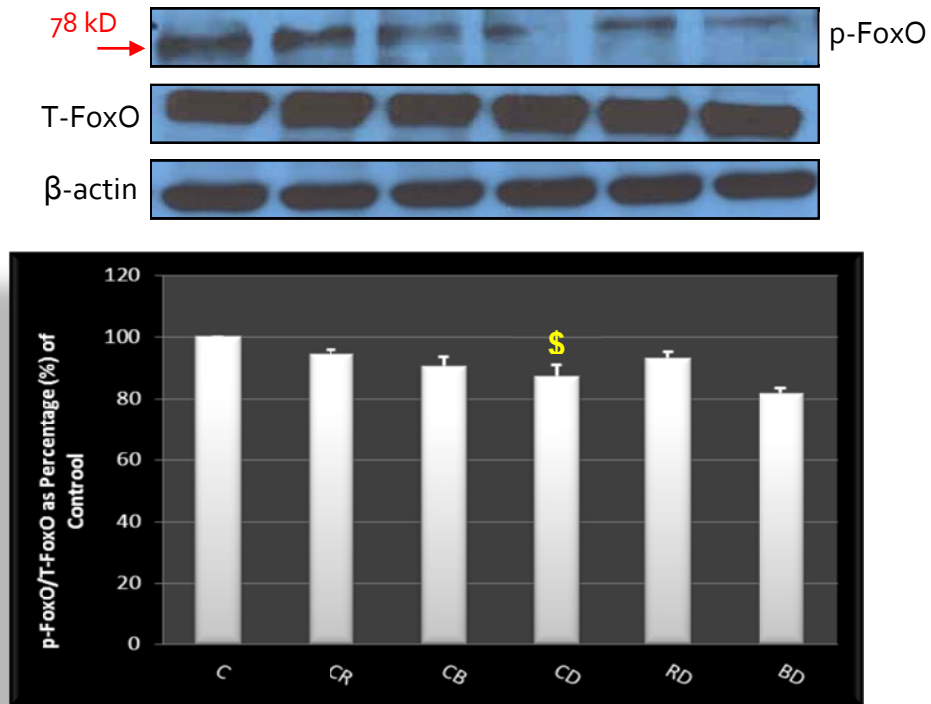 78 kD
p-FoxO
T-FoxO
β-actin
p-FoxO/T-FoxO as Percentage (%) of
Controol
120
100
80
60
40
20
0
$
C CR CB CD RD BD